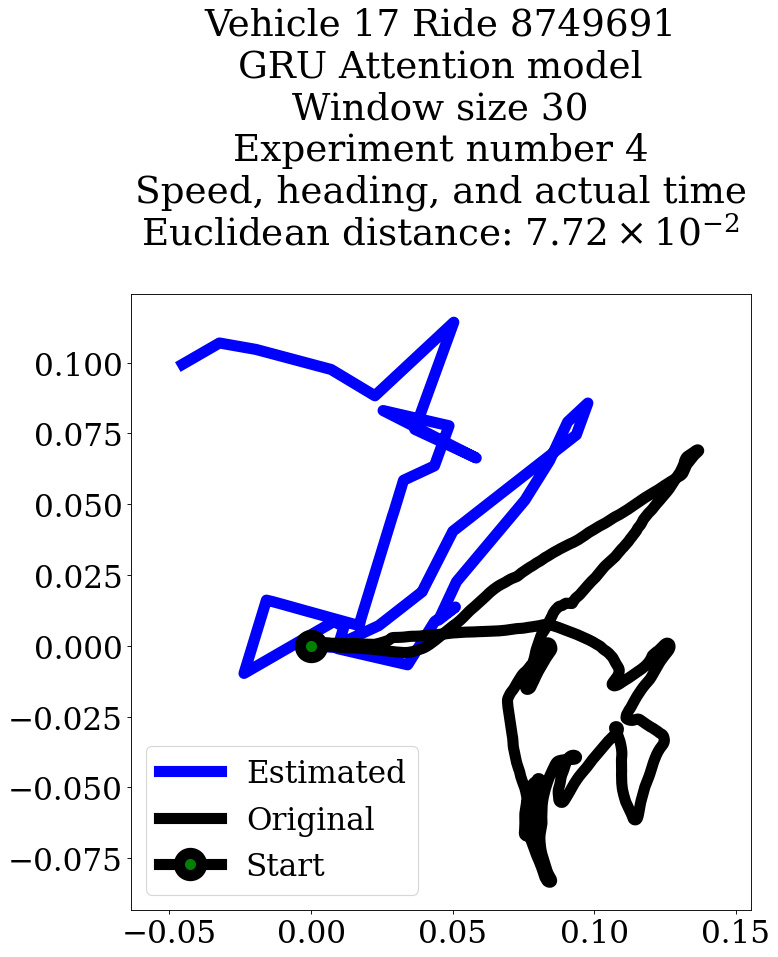 Vehicle 17 Ride 8749691
GRU Attention model
Window size 30
Experiment number 4
Speed, heading, and actual time
Euclidean distance: 7.72 × 10⁻²
0.100
0.075
0.050
0.025
0.000
−0.025
−0.050
−0.075
Estimated
Original
Start
−0.05 0.00 0.05 0.10 0.15